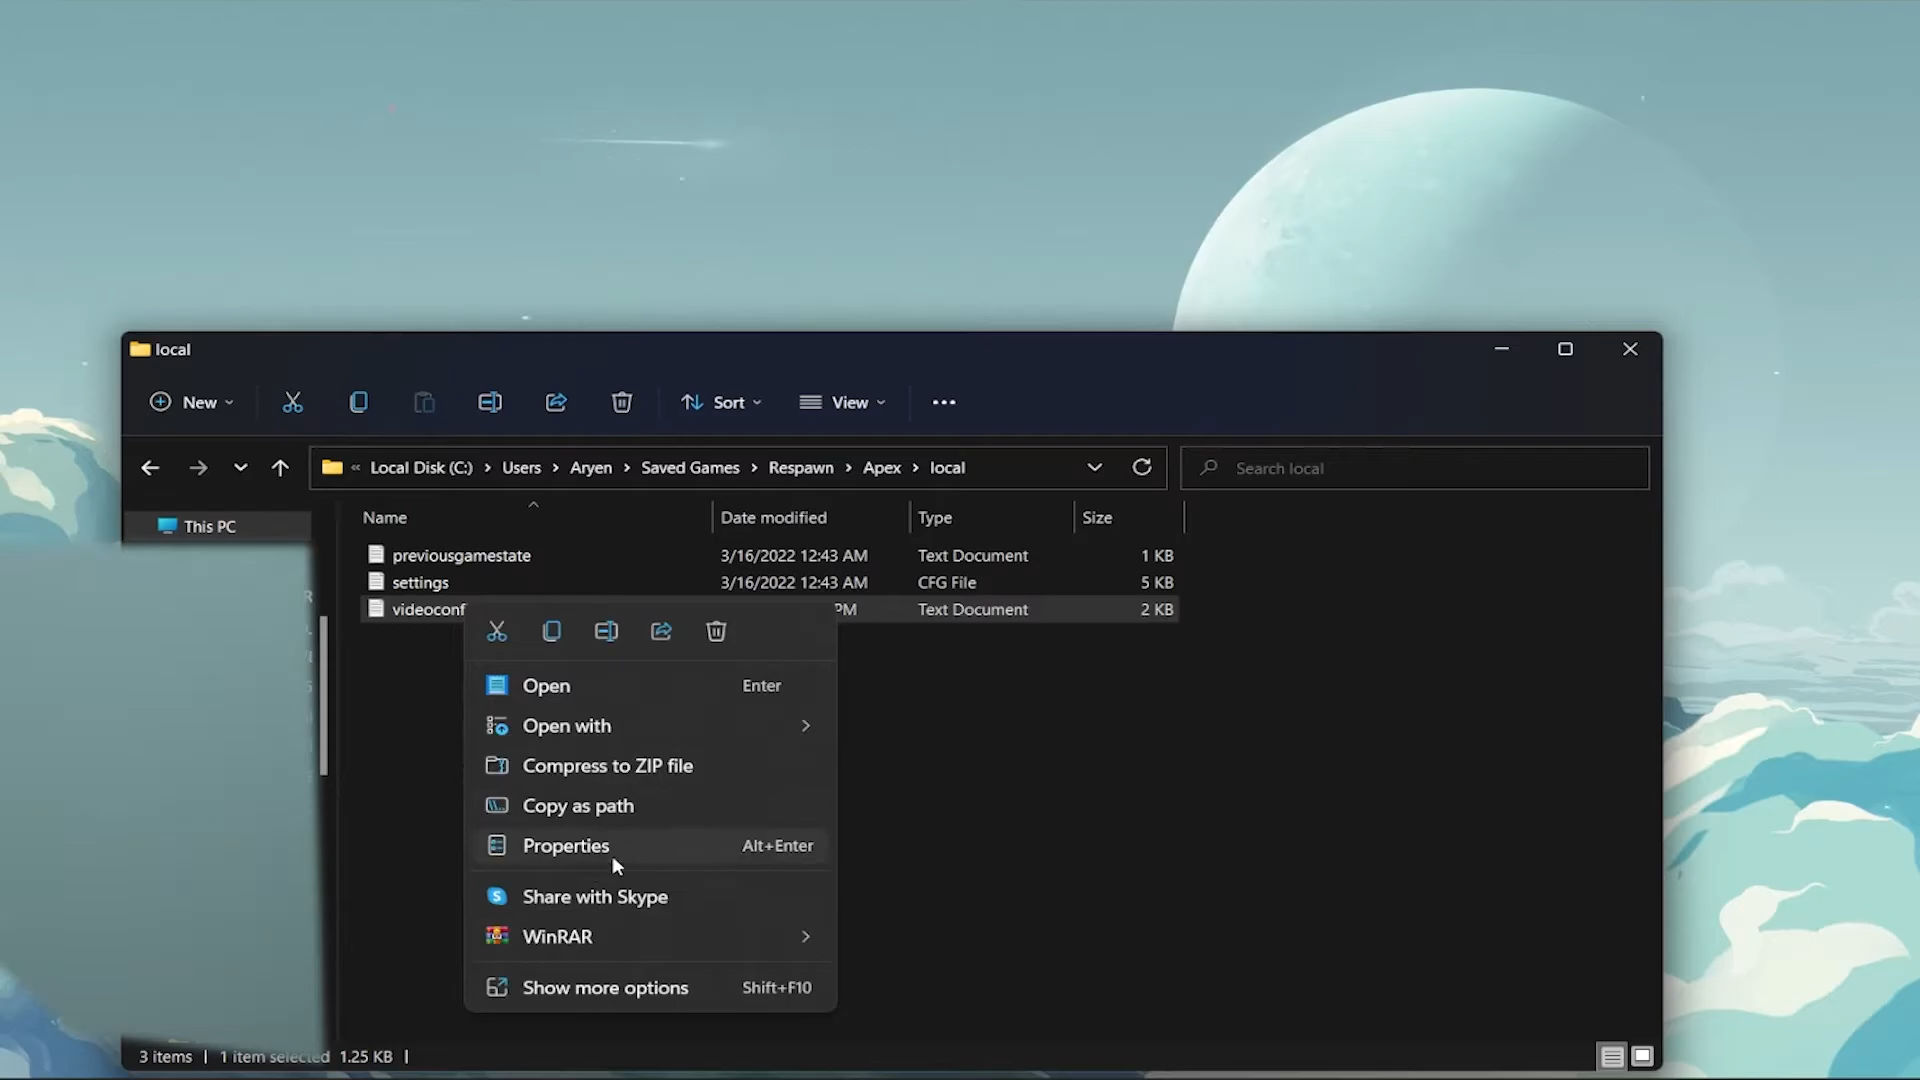 local
New Sort View
« Local Disk (C:) > Users > Aryen > Saved Games > Respawn > Apex > local
Search local
This PC
Name Date modified Type Size
previousgamestate 3/16/2022 12:43 AM Text Document 1 KB
settings 3/16/2022 12:43 AM CFG File 5 KB
videoconf PM Text Document 2 KB
Open Enter
Open with
Compress to ZIP file
Copy as path
Properties Alt+Enter
Share with Skype
WinRAR
Show more options Shift+F10
3 items | 1 item selected 1.25 KB |